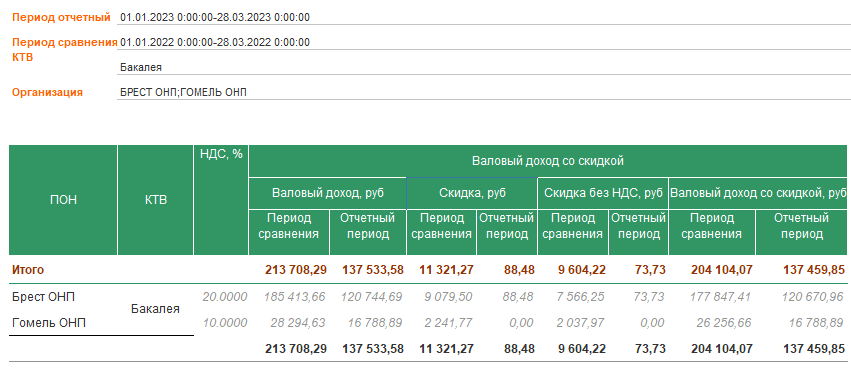 Период отчетный 01.01.2023 0:00:00-28.03.2023 0:00:00
Период сравнения 01.01.2022 0:00:00-28.03.2022 0:00:00
КТВ
Бакалея
Организация БРЕСТ ОНП;ГОМЕЛЬ ОНП
ПОН КТВ НДС, % Валовый доход со скидкой
Валовый доход, руб Скидка, руб Скидка без НДС, руб Валовый доход со скидкой, руб
Период Отчетный Период Отчетный Период Отчетный Период Отчетный
сравнения период сравнения период сравнения период сравнения период
Итого 213 708,29 137 533,58 11 321,27 88,48 9 604,22 73,73 204 104,07 137 459,85
Брест ОНП 20.0000 185 413,66 120 744,69 9 079,50 88,48 7 566,25 73,73 177 847,41 120 670,96
Бакалея
Гомель ОНП 10.0000 28 294,63 16 788,89 2 241,77 0,00 2 037,97 0,00 26 256,66 16 788,89
213 708,29 137 533,58 11 321,27 88,48 9 604,22 73,73 204 104,07 137 459,85